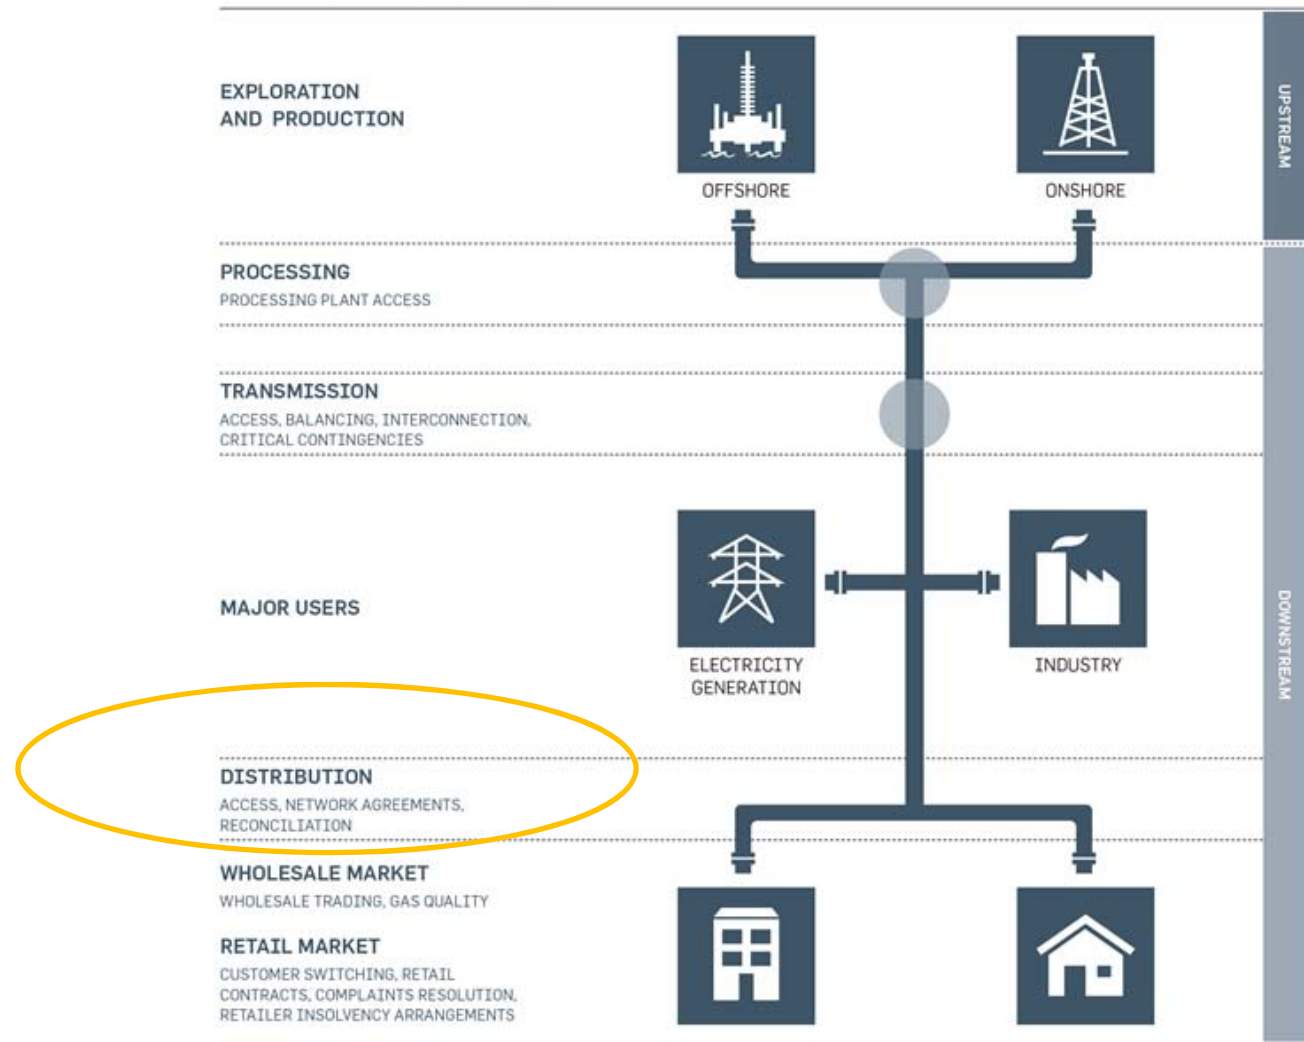 EXPLORATION
AND PRODUCTION
OFFSHORE
ONSHORE
UPSTREAM
PROCESSING
PROCESSING PLANT ACCESS
TRANSMISSION
ACCESS, BALANCING, INTERCONNECTION,
CRITICAL CONTINGENCIES
MAJOR USERS
ELECTRICITY
GENERATION
INDUSTRY
DOWNSTREAM
DISTRIBUTION
ACCESS, NETWORK AGREEMENTS,
RECONCILIATION
WHOLESALE MARKET
WHOLESALE TRADING, GAS QUALITY
RETAIL MARKET
CUSTOMER SWITCHING, RETAIL
CONTRACTS, COMPLAINTS RESOLUTION,
RETAILER INSOLVENCY ARRANGEMENTS